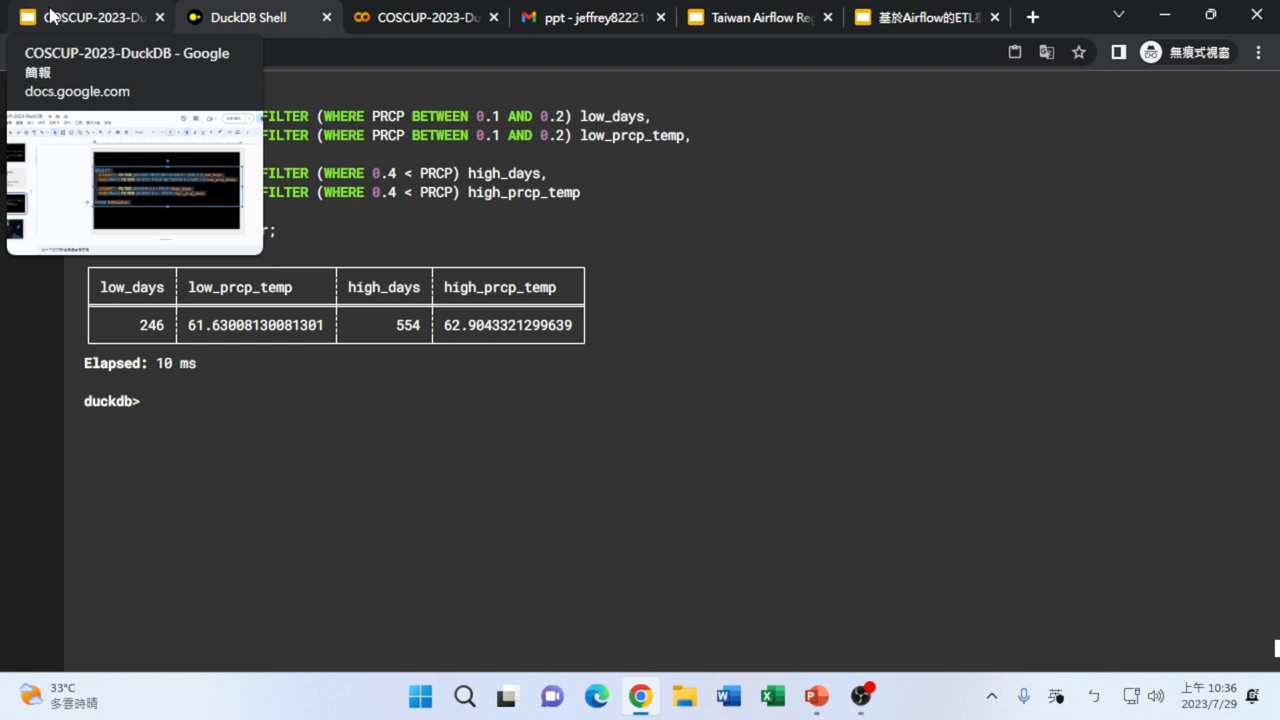 COSCUP-2023-Du
DuckDB Shell
COSCUP-2023-Du
ppt - jeffrey82221
Taiwan Airflow Reg
基於Airflow的ETL
無痕式視窗
COSCUP-2023-DuckDB - Google
簡報
docs.google.com
FILTER (WHERE PRCP BETWEEN 0.1 AND 0.2) low_days,
FILTER (WHERE PRCP BETWEEN 0.1 AND 0.2) low_prcp_temp,
FILTER (WHERE 0.4 < PRCP) high_days,
FILTER (WHERE 0.4 < PRCP) high_prcp_temp
r;
low_days low_prcp_temp high_days high_prcp_temp
246 61.63008130081301 554 62.9043321299639
Elapsed: 10 ms
duckdb>
33°C
多雲時晴
英
ㄅ
上午 10:36
2023/7/29